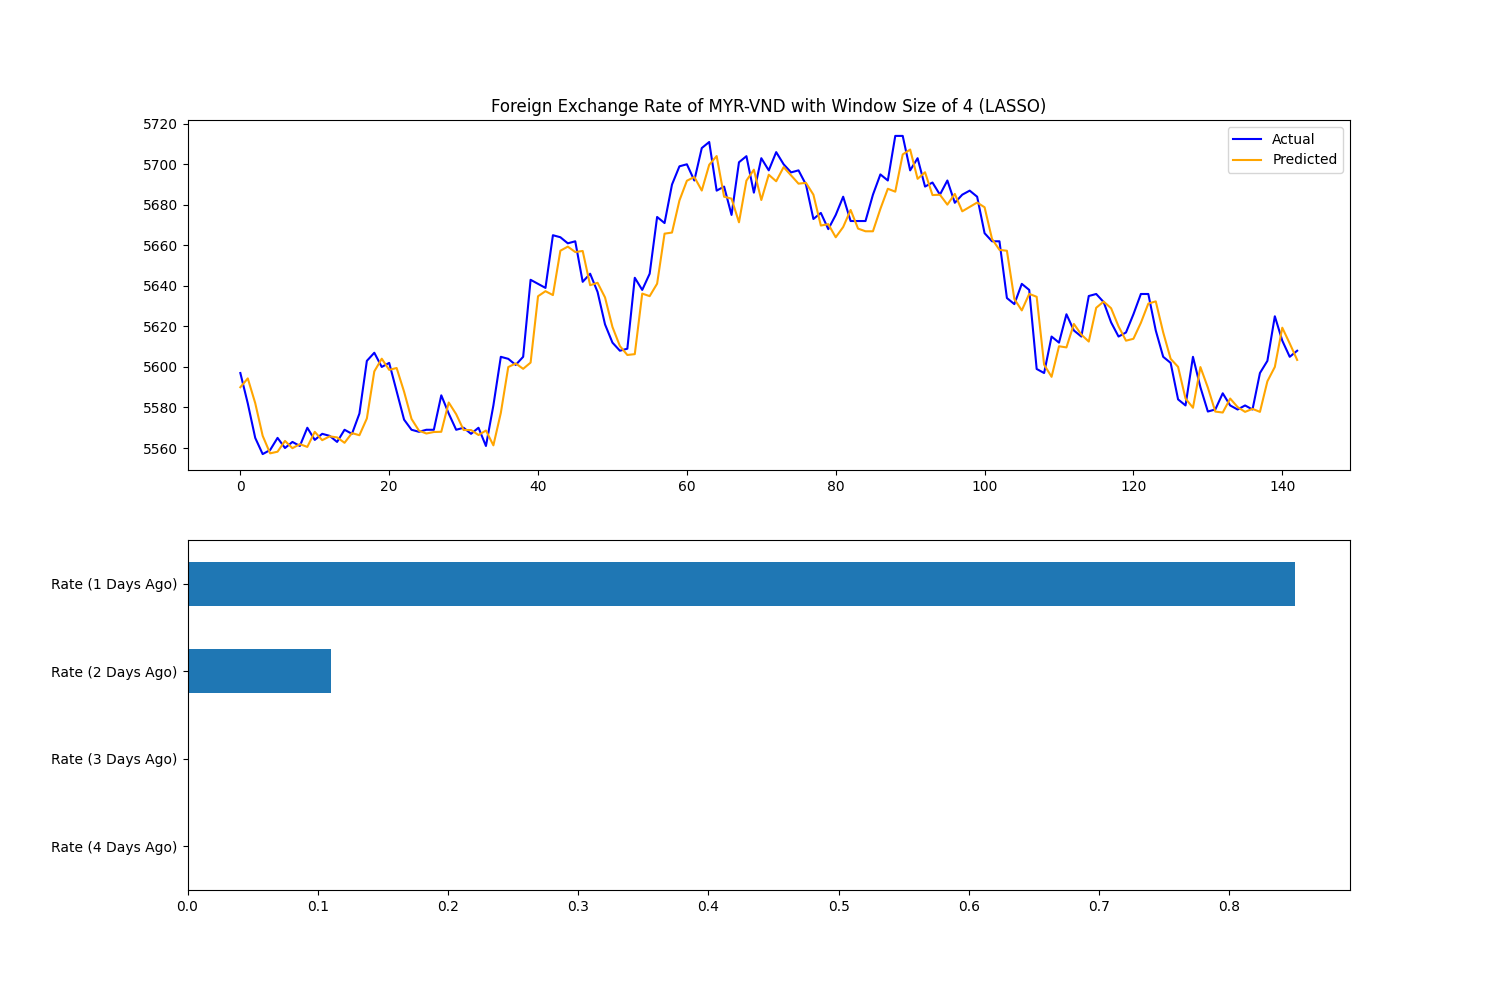 Foreign Exchange Rate of MYR-VND with Window Size of 4 (LASSO)
5720
5700
5680
5660
5640
5620
5600
5580
5560
Actual
Predicted
0 20 40 60 80 100 120 140
Rate (1 Days Ago)
Rate (2 Days Ago)
Rate (3 Days Ago)
Rate (4 Days Ago)
0.0 0.1 0.2 0.3 0.4 0.5 0.6 0.7 0.8